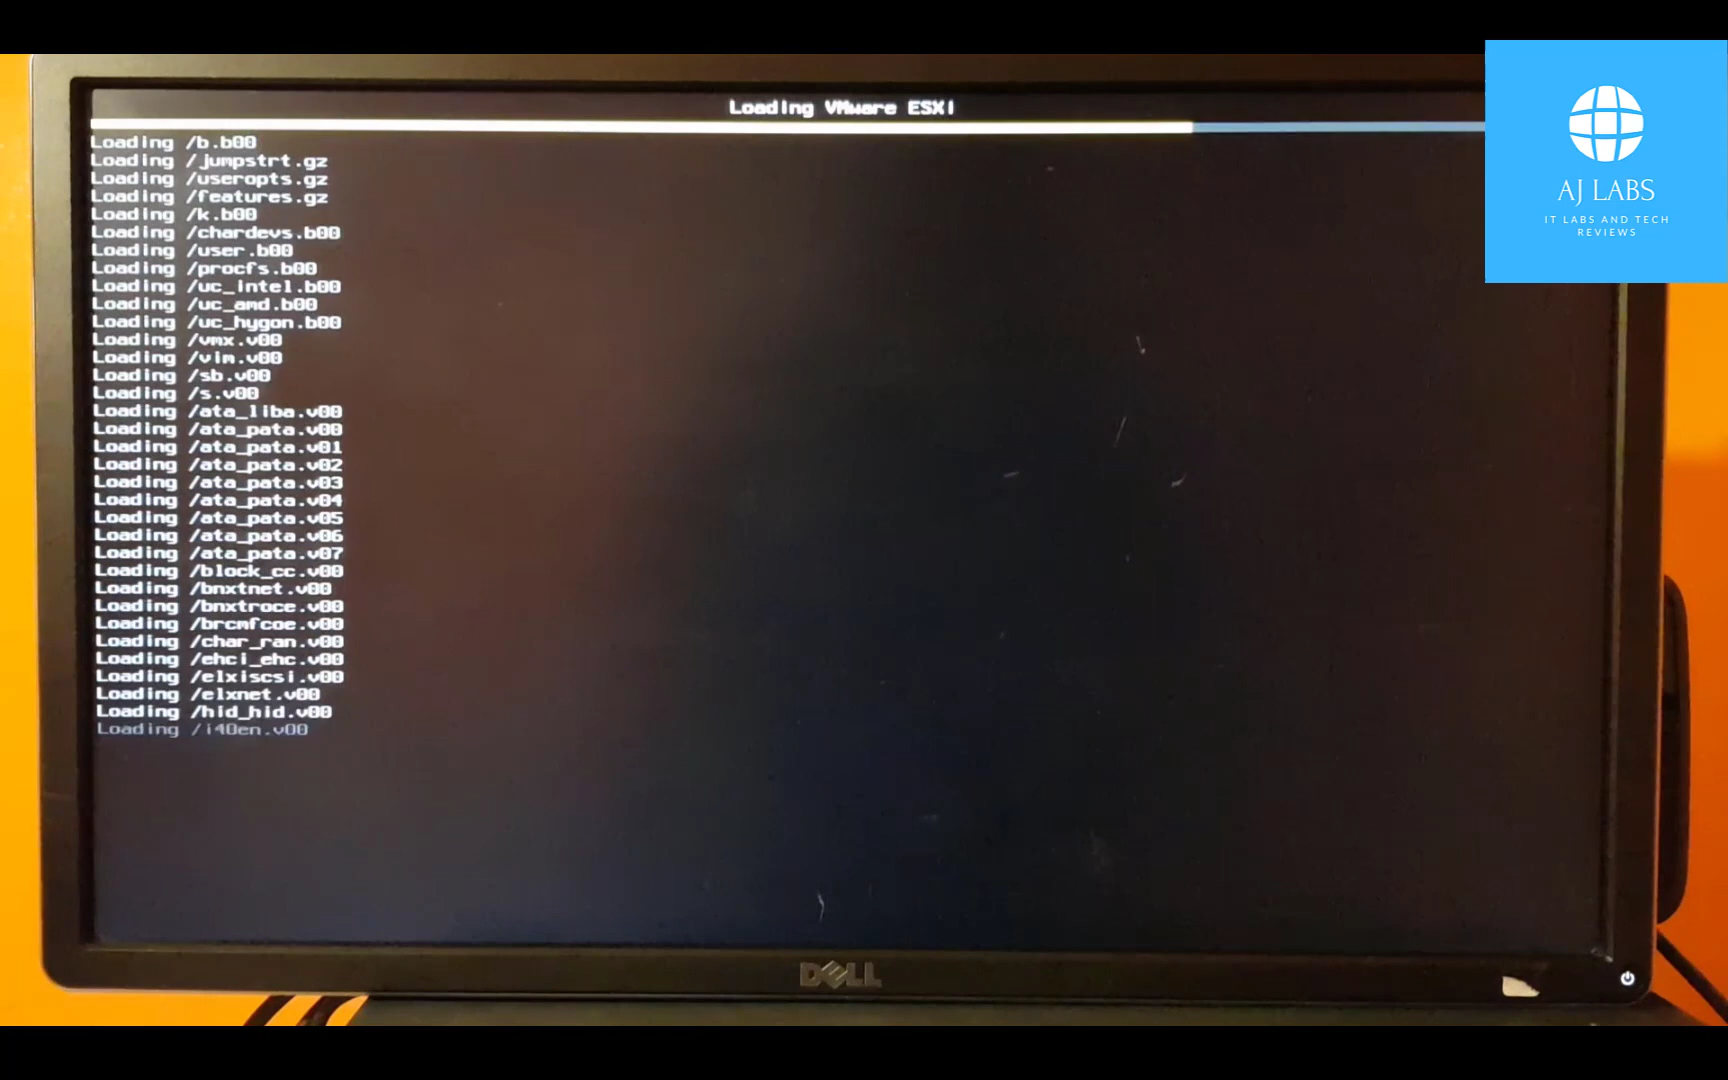 Loading VMware ESXi
Loading /b.b00
Loading /jumpstrt.gz
Loading /useropts.gz
Loading /features.gz
Loading /k.b00
Loading /chardevs.b00
Loading /user.b00
Loading /procfs.b00
Loading /uc_intel.b00
Loading /uc_amd.b00
Loading /uc_hygon.b00
Loading /vmx.v00
Loading /vim.v00
Loading /sb.v00
Loading /s.v00
Loading /ata_liba.v00
Loading /ata_pata.v00
Loading /ata_pata.v01
Loading /ata_pata.v02
Loading /ata_pata.v03
Loading /ata_pata.v04
Loading /ata_pata.v05
Loading /ata_pata.v06
Loading /ata_pata.v07
Loading /block_cc.v00
Loading /bnxtnet.v00
Loading /bnxtroce.v00
Loading /brcmfcoe.v00
Loading /char_ran.v00
Loading /ehci_ehc.v00
Loading /elxiscsi.v00
Loading /elxnet.v00
Loading /hid_hid.v00
Loading /i40en.v00
DELL
AJ LABS
IT LABS AND TECH
REVIEWS